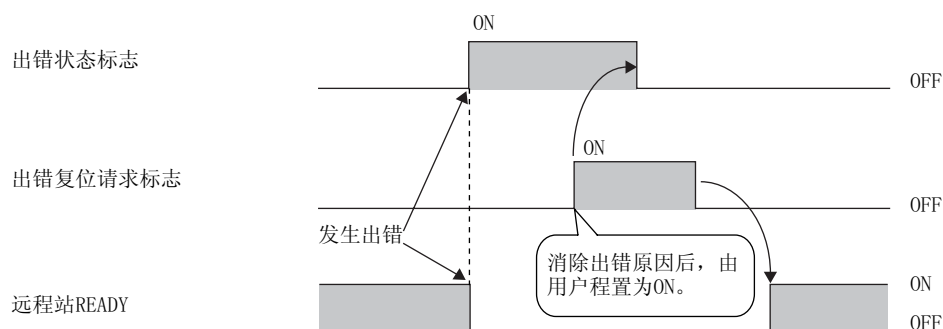 ON
出错状态标志
OFF
ON
出错复位请求标志
OFF
发生出错
消除出错原因后，由
用户程置为ON。
ON
远程站READY
OFF